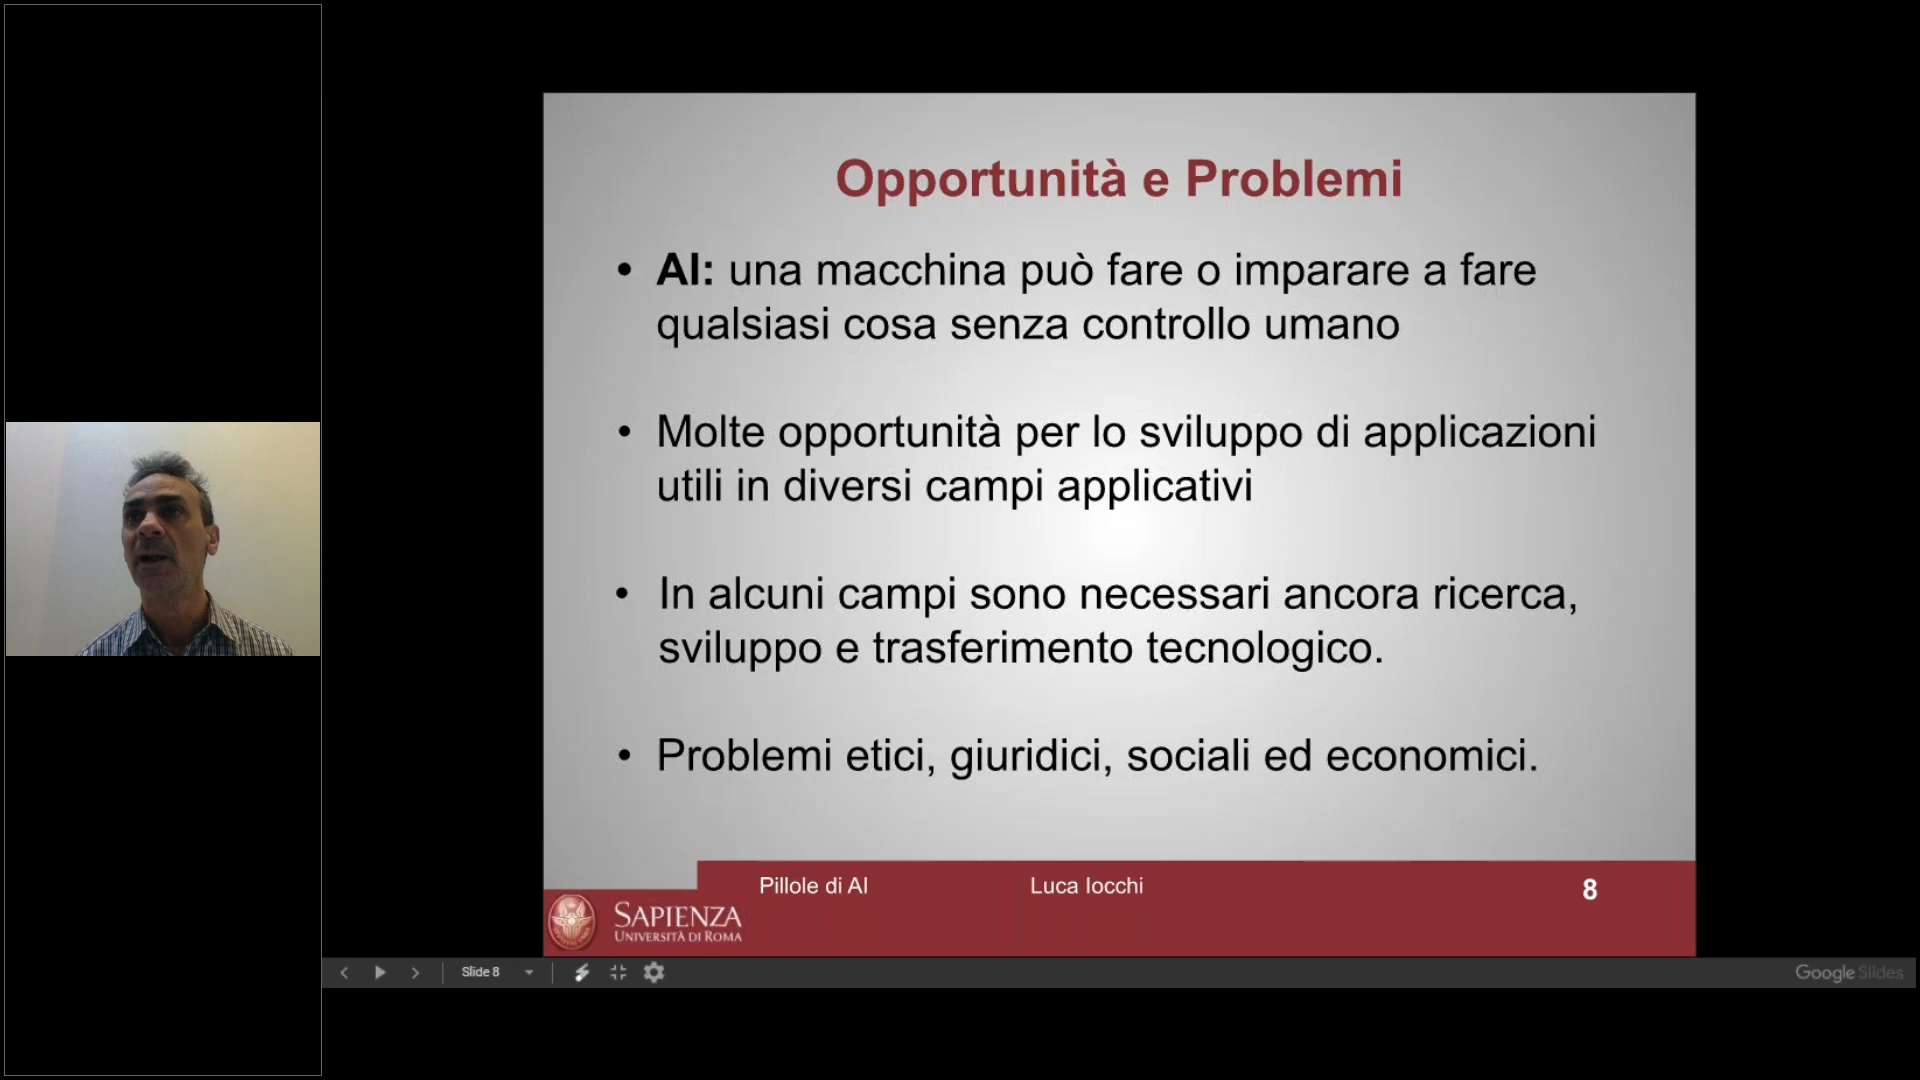 Opportunità e Problemi
• AI: una macchina può fare o imparare a fare
qualsiasi cosa senza controllo umano
• Molte opportunità per lo sviluppo di applicazioni
utili in diversi campi applicativi
• In alcuni campi sono necessari ancora ricerca,
sviluppo e trasferimento tecnologico.
• Problemi etici, giuridici, sociali ed economici.
Pillole di AI
Luca Iocchi
8
SAPIENZA
UNIVERSITÀ DI ROMA
Slide 8
Google Slides